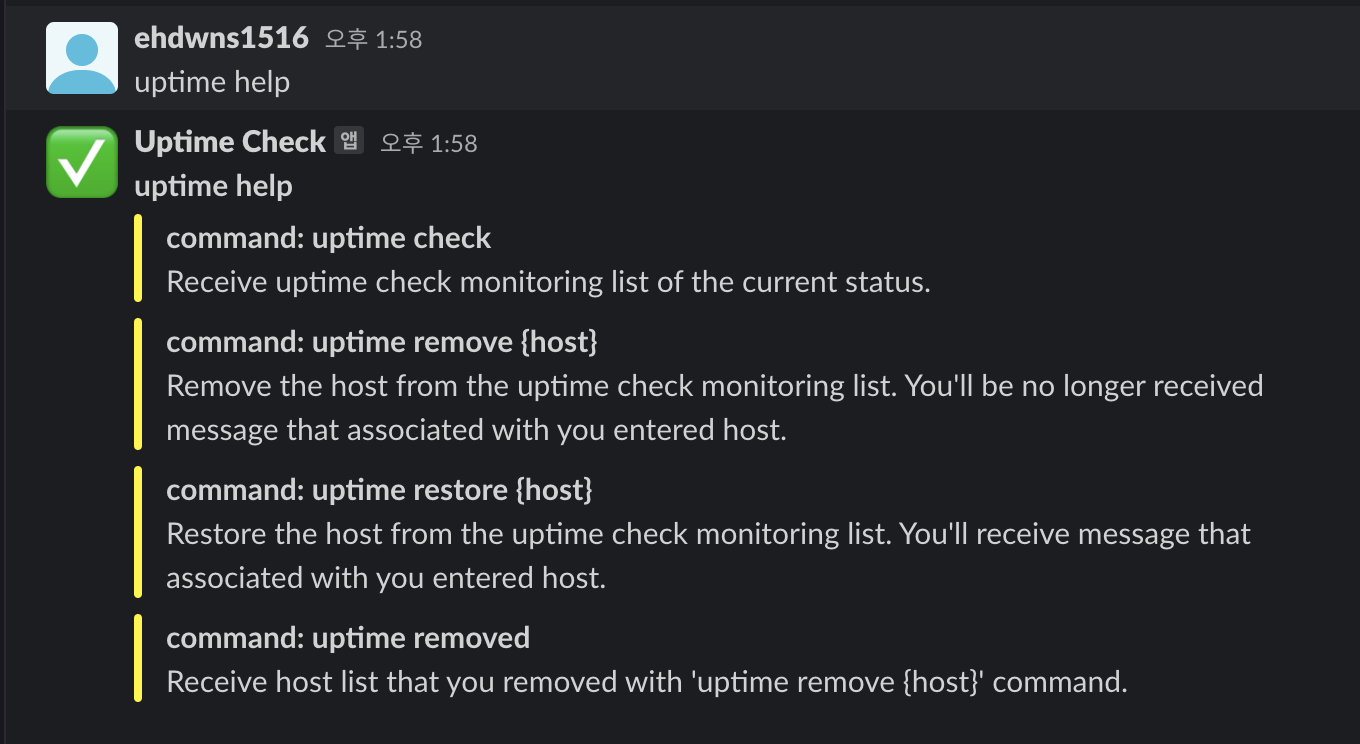 ehdwns1516 오후 1:58
uptime help
Uptime Check 앱 오후 1:58
uptime help
command: uptime check
Receive uptime check monitoring list of the current status.
command: uptime remove {host}
Remove the host from the uptime check monitoring list. You'll be no longer received
message that associated with you entered host.
command: uptime restore {host}
Restore the host from the uptime check monitoring list. You'll receive message that
associated with you entered host.
command: uptime removed
Receive host list that you removed with 'uptime remove {host}' command.